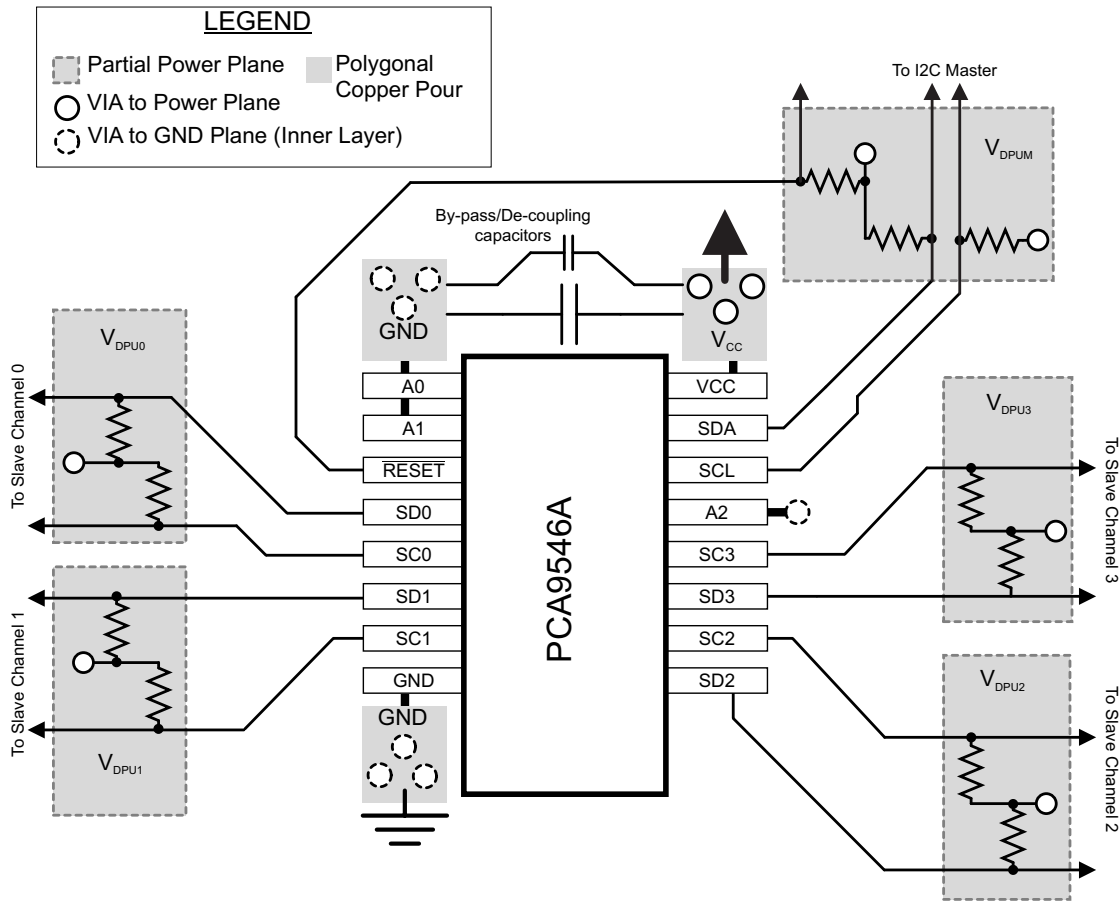 LEGEND
Partial Power Plane
Polygonal
Copper Pour
VIA to Power Plane
VIA to GND Plane (Inner Layer)
To I2C Master
VDPUM
By-pass/De-coupling
capacitors
GND
VCC
VDPU0
To Slave Channel 0
A0
A1
RESET
SD0
SC0
SD1
SC1
GND
VCC
SDA
SCL
A2
SC3
SD3
SC2
SD2
PCA9546A
VDPU3
To Slave Channel 3
To Slave Channel 1
VDPU1
GND
VDPU2
To Slave Channel 2